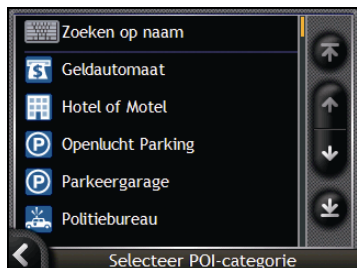 Zoeken op naam
Geldautomaat
Hotel of Motel
Openlucht Parking
Parkeergarage
Politiebureau
Selecteer POI-categorie